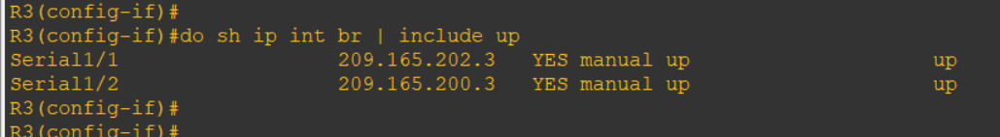 R3(config-if)#
R3(config-if)#do sh ip int br | include up
Serial1/1                  209.165.202.3   YES manual up                    up
Serial1/2                  209.165.200.3   YES manual up                    up
R3(config-if)#
R3(config-if)#